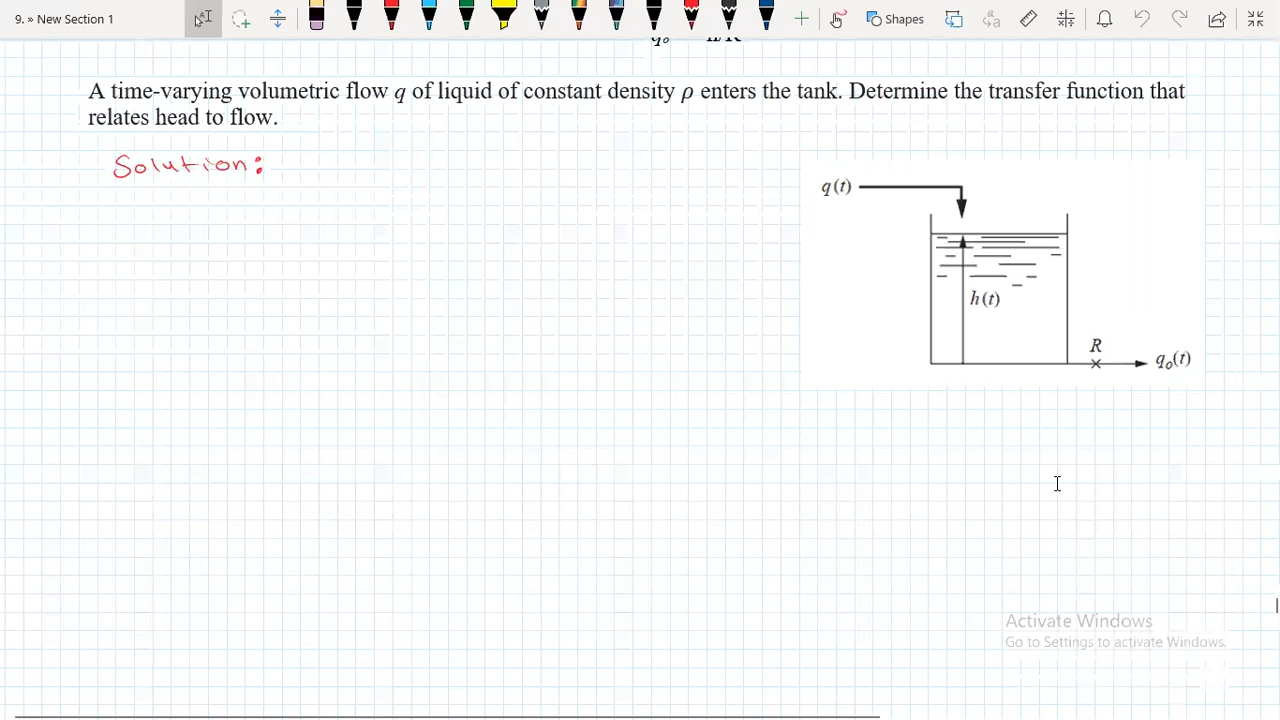 9. » New Section 1
Shapes
A time-varying volumetric flow q of liquid of constant density ρ enters the tank. Determine the transfer function that
relates head to flow.
Solution:
q(t)
h(t)
R
qₒ(t)
Activate Windows
Go to Settings to activate Windows.